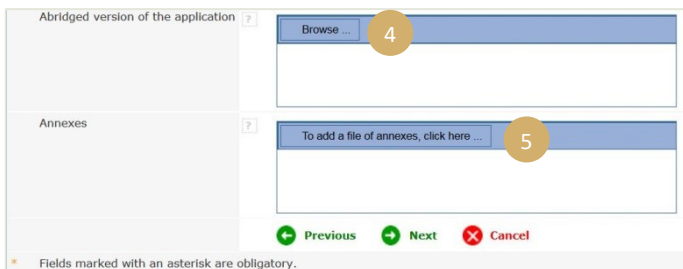 Abridged version of the application ?
Browse ... 4
Annexes ?
To add a file of annexes, click here ... 5
Previous Next Cancel
* Fields marked with an asterisk are obligatory.